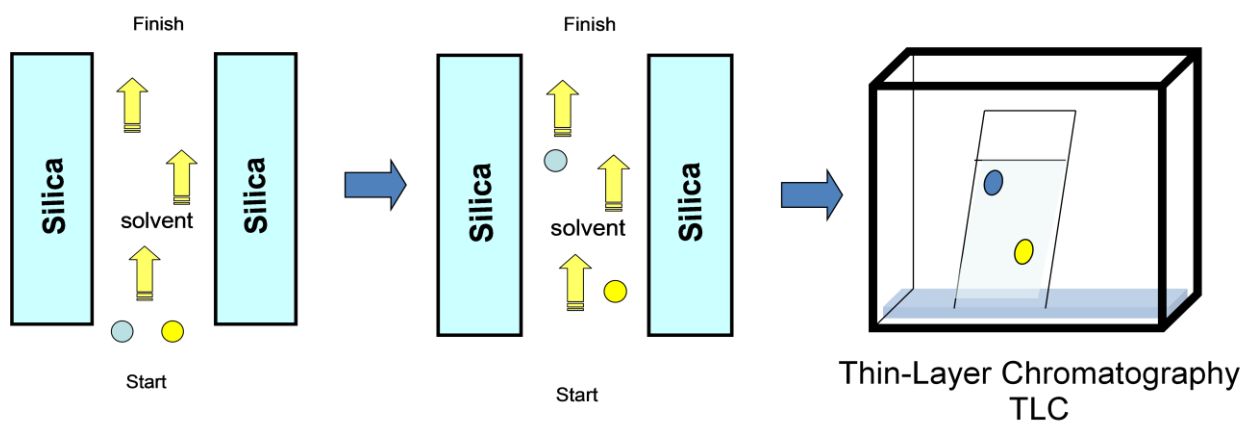 Finish
Silica
solvent
Silica
Start
Finish
Silica
solvent
Silica
Start
Thin-Layer Chromatography
TLC